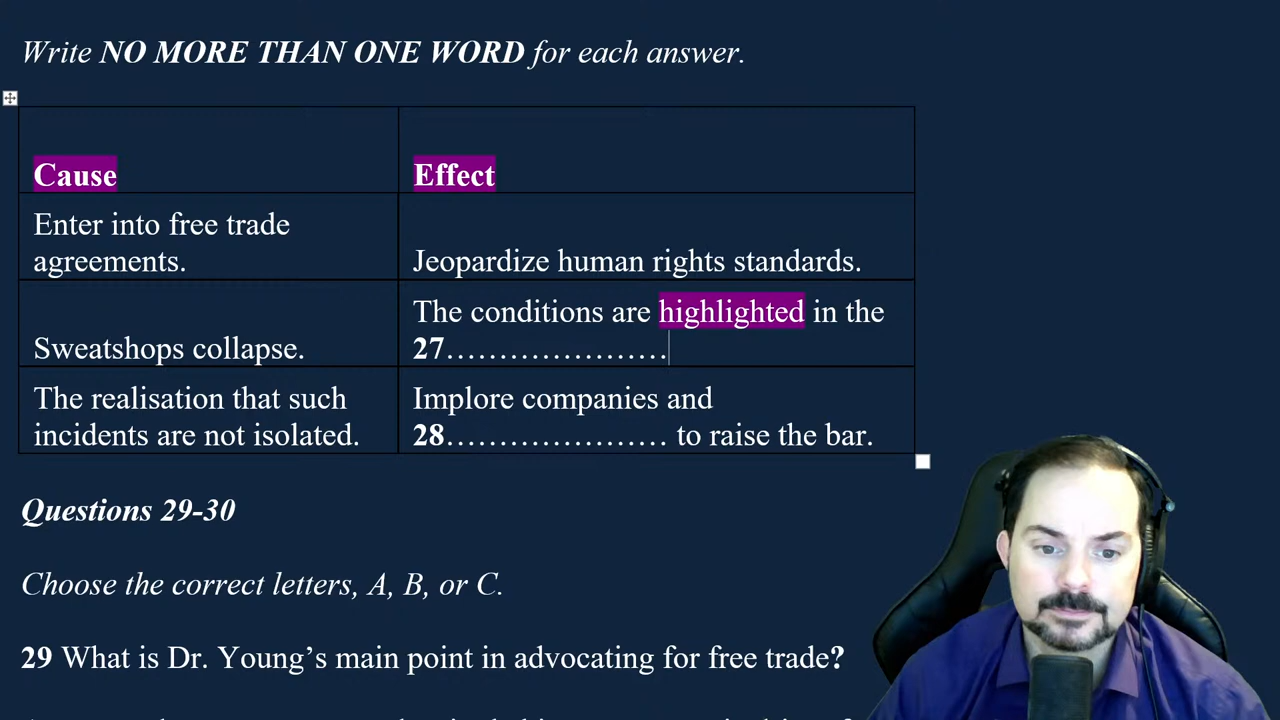 Write NO MORE THAN ONE WORD for each answer.
Cause
Effect
Enter into free trade
agreements.
Jeopardize human rights standards.
Sweatshops collapse.
The conditions are highlighted in the
27…………………
The realisation that such
incidents are not isolated.
Implore companies and
28………………… to raise the bar.
Questions 29-30
Choose the correct letters, A, B, or C.
29 What is Dr. Young’s main point in advocating for free trade?